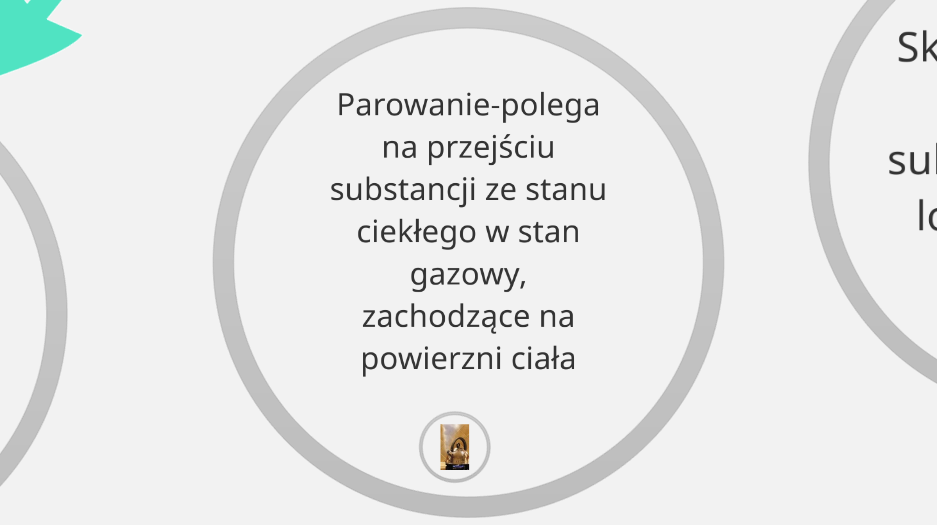 Parowanie-polega
na przejściu
substancji ze stanu
ciekłego w stan
gazowy,
zachodzące na
powierzni ciała